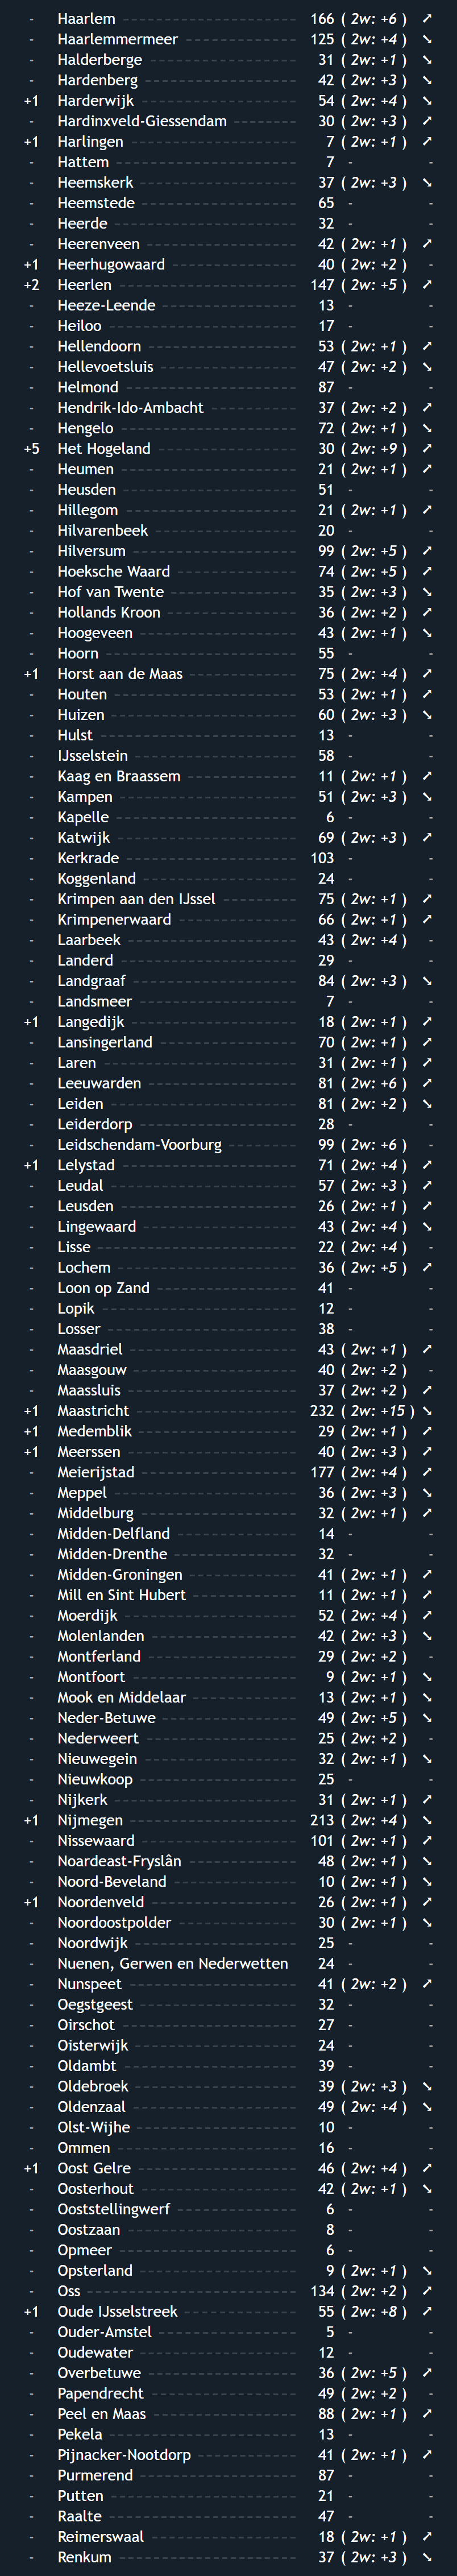 - Haarlem 166 ( 2w: +6 ) ➚
- Haarlemmermeer 125 ( 2w: +4 ) ➘
- Halderberge 31 ( 2w: +1 ) ➘
- Hardenberg 42 ( 2w: +3 ) ➘
+1 Harderwijk 54 ( 2w: +4 ) ➘
- Hardinxveld-Giessendam 30 ( 2w: +3 ) ➚
+1 Harlingen 7 ( 2w: +1 ) ➚
- Hattem 7 - -
- Heemskerk 37 ( 2w: +3 ) ➘
- Heemstede 65 - -
- Heerde 32 - -
- Heerenveen 42 ( 2w: +1 ) ➚
+1 Heerhugowaard 40 ( 2w: +2 ) -
+2 Heerlen 147 ( 2w: +5 ) ➚
- Heeze-Leende 13 - -
- Heiloo 17 - -
- Hellendoorn 53 ( 2w: +1 ) ➚
- Hellevoetsluis 47 ( 2w: +2 ) ➘
- Helmond 87 - -
- Hendrik-Ido-Ambacht 37 ( 2w: +2 ) ➚
- Hengelo 72 ( 2w: +1 ) ➘
+5 Het Hogeland 30 ( 2w: +9 ) ➚
- Heumen 21 ( 2w: +1 ) ➚
- Heusden 51 - -
- Hillegom 21 ( 2w: +1 ) ➚
- Hilvarenbeek 20 - -
- Hilversum 99 ( 2w: +5 ) ➚
- Hoeksche Waard 74 ( 2w: +5 ) ➚
- Hof van Twente 35 ( 2w: +3 ) ➘
- Hollands Kroon 36 ( 2w: +2 ) ➚
- Hoogeveen 43 ( 2w: +1 ) ➘
- Hoorn 55 - -
+1 Horst aan de Maas 75 ( 2w: +4 ) ➚
- Houten 53 ( 2w: +1 ) ➚
- Huizen 60 ( 2w: +3 ) ➘
- Hulst 13 - -
- IJsselstein 58 - -
- Kaag en Braassem 11 ( 2w: +1 ) ➚
- Kampen 51 ( 2w: +3 ) ➘
- Kapelle 6 - -
- Katwijk 69 ( 2w: +3 ) ➚
- Kerkrade 103 - -
- Koggenland 24 - -
- Krimpen aan den IJssel 75 ( 2w: +1 ) ➚
- Krimpenerwaard 66 ( 2w: +1 ) ➚
- Laarbeek 43 ( 2w: +4 ) -
- Landerd 29 - -
- Landgraaf 84 ( 2w: +3 ) ➘
- Landsmeer 7 - -
+1 Langedijk 18 ( 2w: +1 ) ➚
- Lansingerland 70 ( 2w: +1 ) ➚
- Laren 31 ( 2w: +1 ) ➚
- Leeuwarden 81 ( 2w: +6 ) ➚
- Leiden 81 ( 2w: +2 ) ➘
- Leiderdorp 28 - -
- Leidschendam-Voorburg 99 ( 2w: +6 ) -
+1 Lelystad 71 ( 2w: +4 ) ➚
- Leudal 57 ( 2w: +3 ) ➚
- Leusden 26 ( 2w: +1 ) ➚
- Lingewaard 43 ( 2w: +4 ) ➘
- Lisse 22 ( 2w: +4 ) -
- Lochem 36 ( 2w: +5 ) ➚
- Loon op Zand 41 - -
- Lopik 12 - -
- Losser 38 - -
- Maasdriel 43 ( 2w: +1 ) ➚
- Maasgouw 40 ( 2w: +2 ) -
- Maassluis 37 ( 2w: +2 ) ➚
+1 Maastricht 232 ( 2w: +15 ) ➘
+1 Medemblik 29 ( 2w: +1 ) ➚
+1 Meerssen 40 ( 2w: +3 ) ➚
- Meierijstad 177 ( 2w: +4 ) ➚
- Meppel 36 ( 2w: +3 ) ➘
- Middelburg 32 ( 2w: +1 ) ➚
- Midden-Delfland 14 - -
- Midden-Drenthe 32 - -
- Midden-Groningen 41 ( 2w: +1 ) ➚
- Mill en Sint Hubert 11 ( 2w: +1 ) ➚
- Moerdijk 52 ( 2w: +4 ) ➚
- Molenlanden 42 ( 2w: +3 ) ➘
- Montferland 29 ( 2w: +2 ) -
- Montfoort 9 ( 2w: +1 ) ➘
- Mook en Middelaar 13 ( 2w: +1 ) ➘
- Neder-Betuwe 49 ( 2w: +5 ) ➘
- Nederweert 25 ( 2w: +2 ) -
- Nieuwegein 32 ( 2w: +1 ) ➘
- Nieuwkoop 25 - -
- Nijkerk 31 ( 2w: +1 ) ➚
+1 Nijmegen 213 ( 2w: +4 ) ➘
- Nissewaard 101 ( 2w: +1 ) ➚
- Noardeast-Fryslân 48 ( 2w: +1 ) ➘
- Noord-Beveland 10 ( 2w: +1 ) ➘
+1 Noordenveld 26 ( 2w: +1 ) ➚
- Noordoostpolder 30 ( 2w: +1 ) ➘
- Noordwijk 25 - -
- Nuenen, Gerwen en Nederwetten 24 - -
- Nunspeet 41 ( 2w: +2 ) ➚
- Oegstgeest 32 - -
- Oirschot 27 - -
- Oisterwijk 24 - -
- Oldambt 39 - -
- Oldebroek 39 ( 2w: +3 ) ➘
- Oldenzaal 49 ( 2w: +4 ) ➘
- Olst-Wijhe 10 - -
- Ommen 16 - -
+1 Oost Gelre 46 ( 2w: +4 ) ➚
- Oosterhout 42 ( 2w: +1 ) ➘
- Ooststellingwerf 6 - -
- Oostzaan 8 - -
- Opmeer 6 - -
- Opsterland 9 ( 2w: +1 ) ➘
- Oss 134 ( 2w: +2 ) ➚
+1 Oude IJsselstreek 55 ( 2w: +8 ) ➚
- Ouder-Amstel 5 - -
- Oudewater 12 - -
- Overbetuwe 36 ( 2w: +5 ) ➚
- Papendrecht 49 ( 2w: +2 ) -
- Peel en Maas 88 ( 2w: +1 ) ➚
- Pekela 13 - -
- Pijnacker-Nootdorp 41 ( 2w: +1 ) ➚
- Purmerend 87 - -
- Putten 21 - -
- Raalte 47 - -
- Reimerswaal 18 ( 2w: +1 ) ➚
- Renkum 37 ( 2w: +3 ) ➘